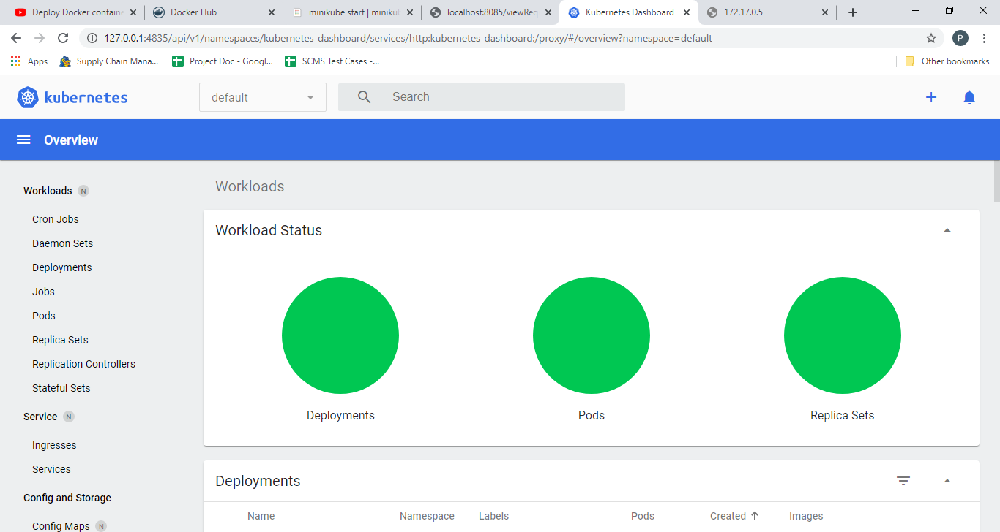 Deploy Docker containe
Docker Hub
minikube start | miniku
localhost:8085/viewReq
Kubernetes Dashboard
172.17.0.5
127.0.0.1:4835/api/v1/namespaces/kubernetes-dashboard/services/http:kubernetes-dashboard:/proxy/#/overview?namespace=default
P
Apps
Supply Chain Mana...
Project Doc - Googl...
SCMS Test Cases -...
Other bookmarks
kubernetes
default
Search
Overview
Workloads N
Cron Jobs
Daemon Sets
Deployments
Jobs
Pods
Replica Sets
Replication Controllers
Stateful Sets
Service N
Ingresses
Services
Config and Storage
Config Maps N
Workloads
Workload Status
Deployments
Pods
Replica Sets
Deployments
Name Namespace Labels Pods Created Images